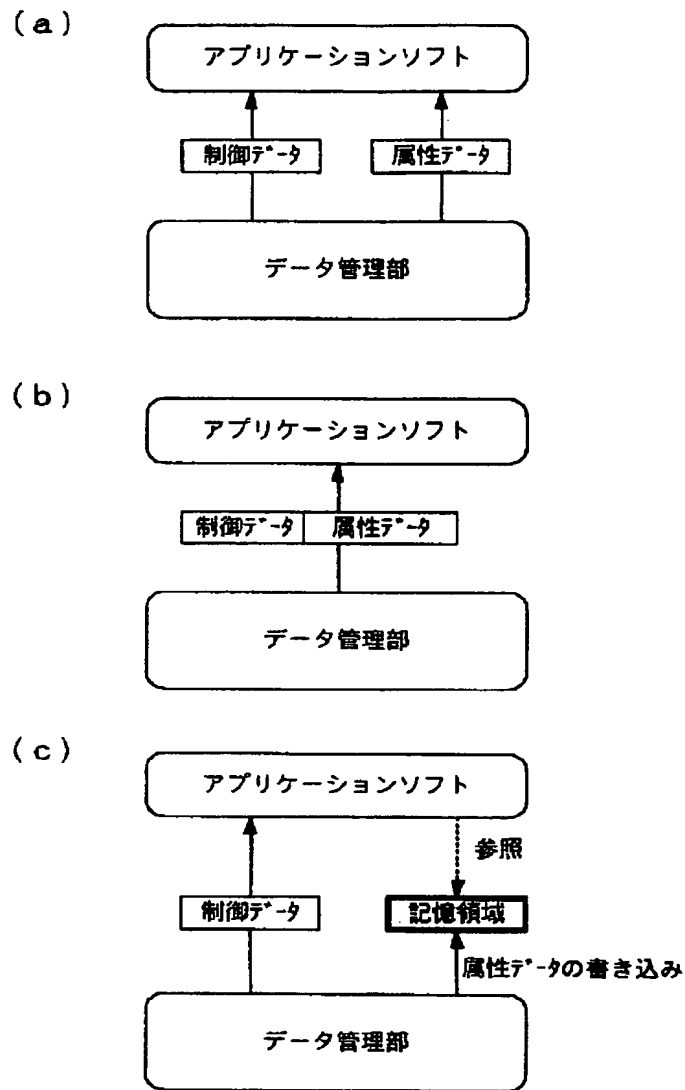 (a)
アプリケーションソフト
制御ﾃﾞｰﾀ 属性ﾃﾞｰﾀ
データ管理部
(b)
アプリケーションソフト
制御ﾃﾞｰﾀ 属性ﾃﾞｰﾀ
データ管理部
(c)
アプリケーションソフト
参照
制御ﾃﾞｰﾀ 記憶領域
属性ﾃﾞｰﾀの書き込み
データ管理部